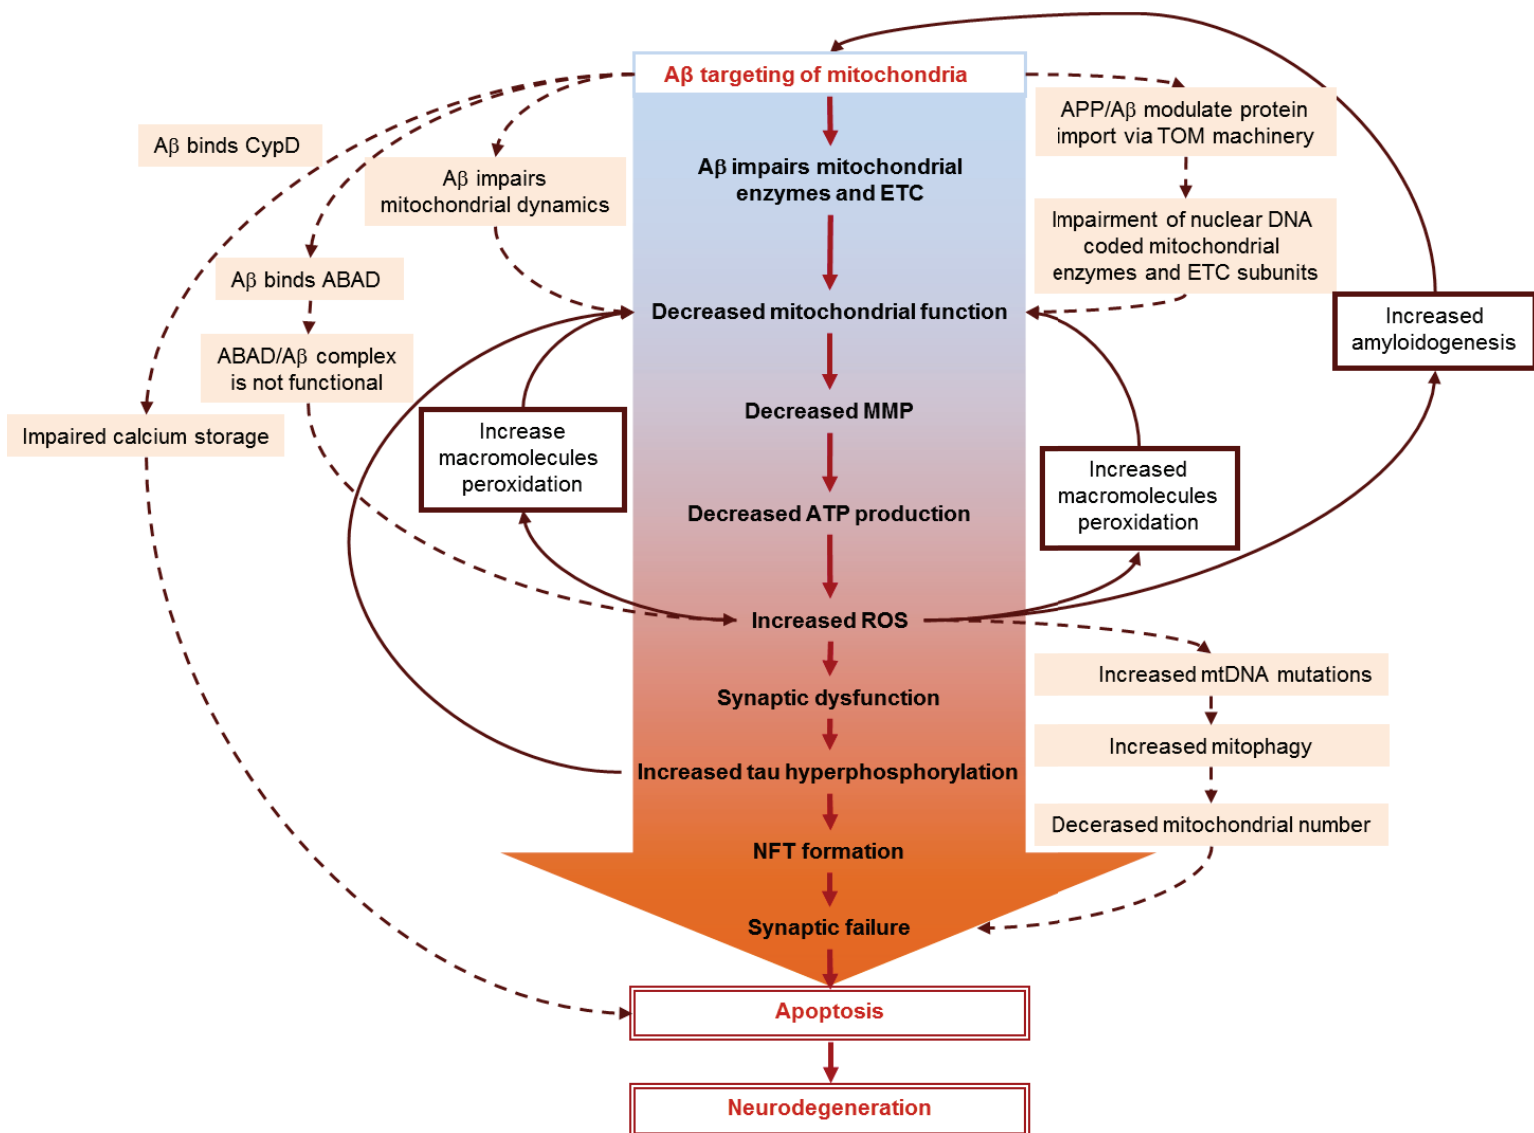 Aβ targeting of mitochondria
APP/Aβ modulate protein
import via TOM machinery
Aβ binds CypD
Aβ impairs
mitochondrial dynamics
Aβ impairs mitochondrial
enzymes and ETC
Impairment of nuclear DNA
coded mitochondrial
enzymes and ETC subunits
Aβ binds ABAD
Decreased mitochondrial function
Increased
amyloidogenesis
ABAD/Aβ complex
is not functional
Decreased MMP
Impaired calcium storage
Increase
macromolecules
peroxidation
Increased
macromolecules
peroxidation
Decreased ATP production
Increased ROS
Increased mtDNA mutations
Synaptic dysfunction
Increased mitophagy
Increased tau hyperphosphorylation
Decerased mitochondrial number
NFT formation
Synaptic failure
Apoptosis
Neurodegeneration